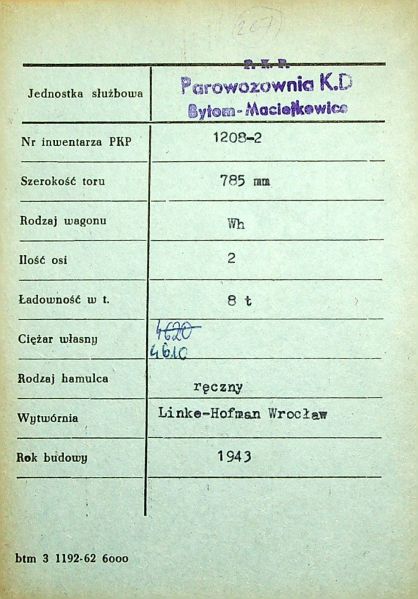 (207)
P. K. P.
Jednostka służbowa Parowozownia K.D
Bytom-Maciejkowice
Nr inwentarza PKP 1208-2
Szerokość toru 785 mm
Rodzaj wagonu Wh
Ilość osi 2
Ładowność w t. 8 t
Ciężar własny 4620
4610
Rodzaj hamulca ręczny
Wytwórnia Linke-Hofman Wrocław
Rok budowy 1943
btm 3 1192-62 6000